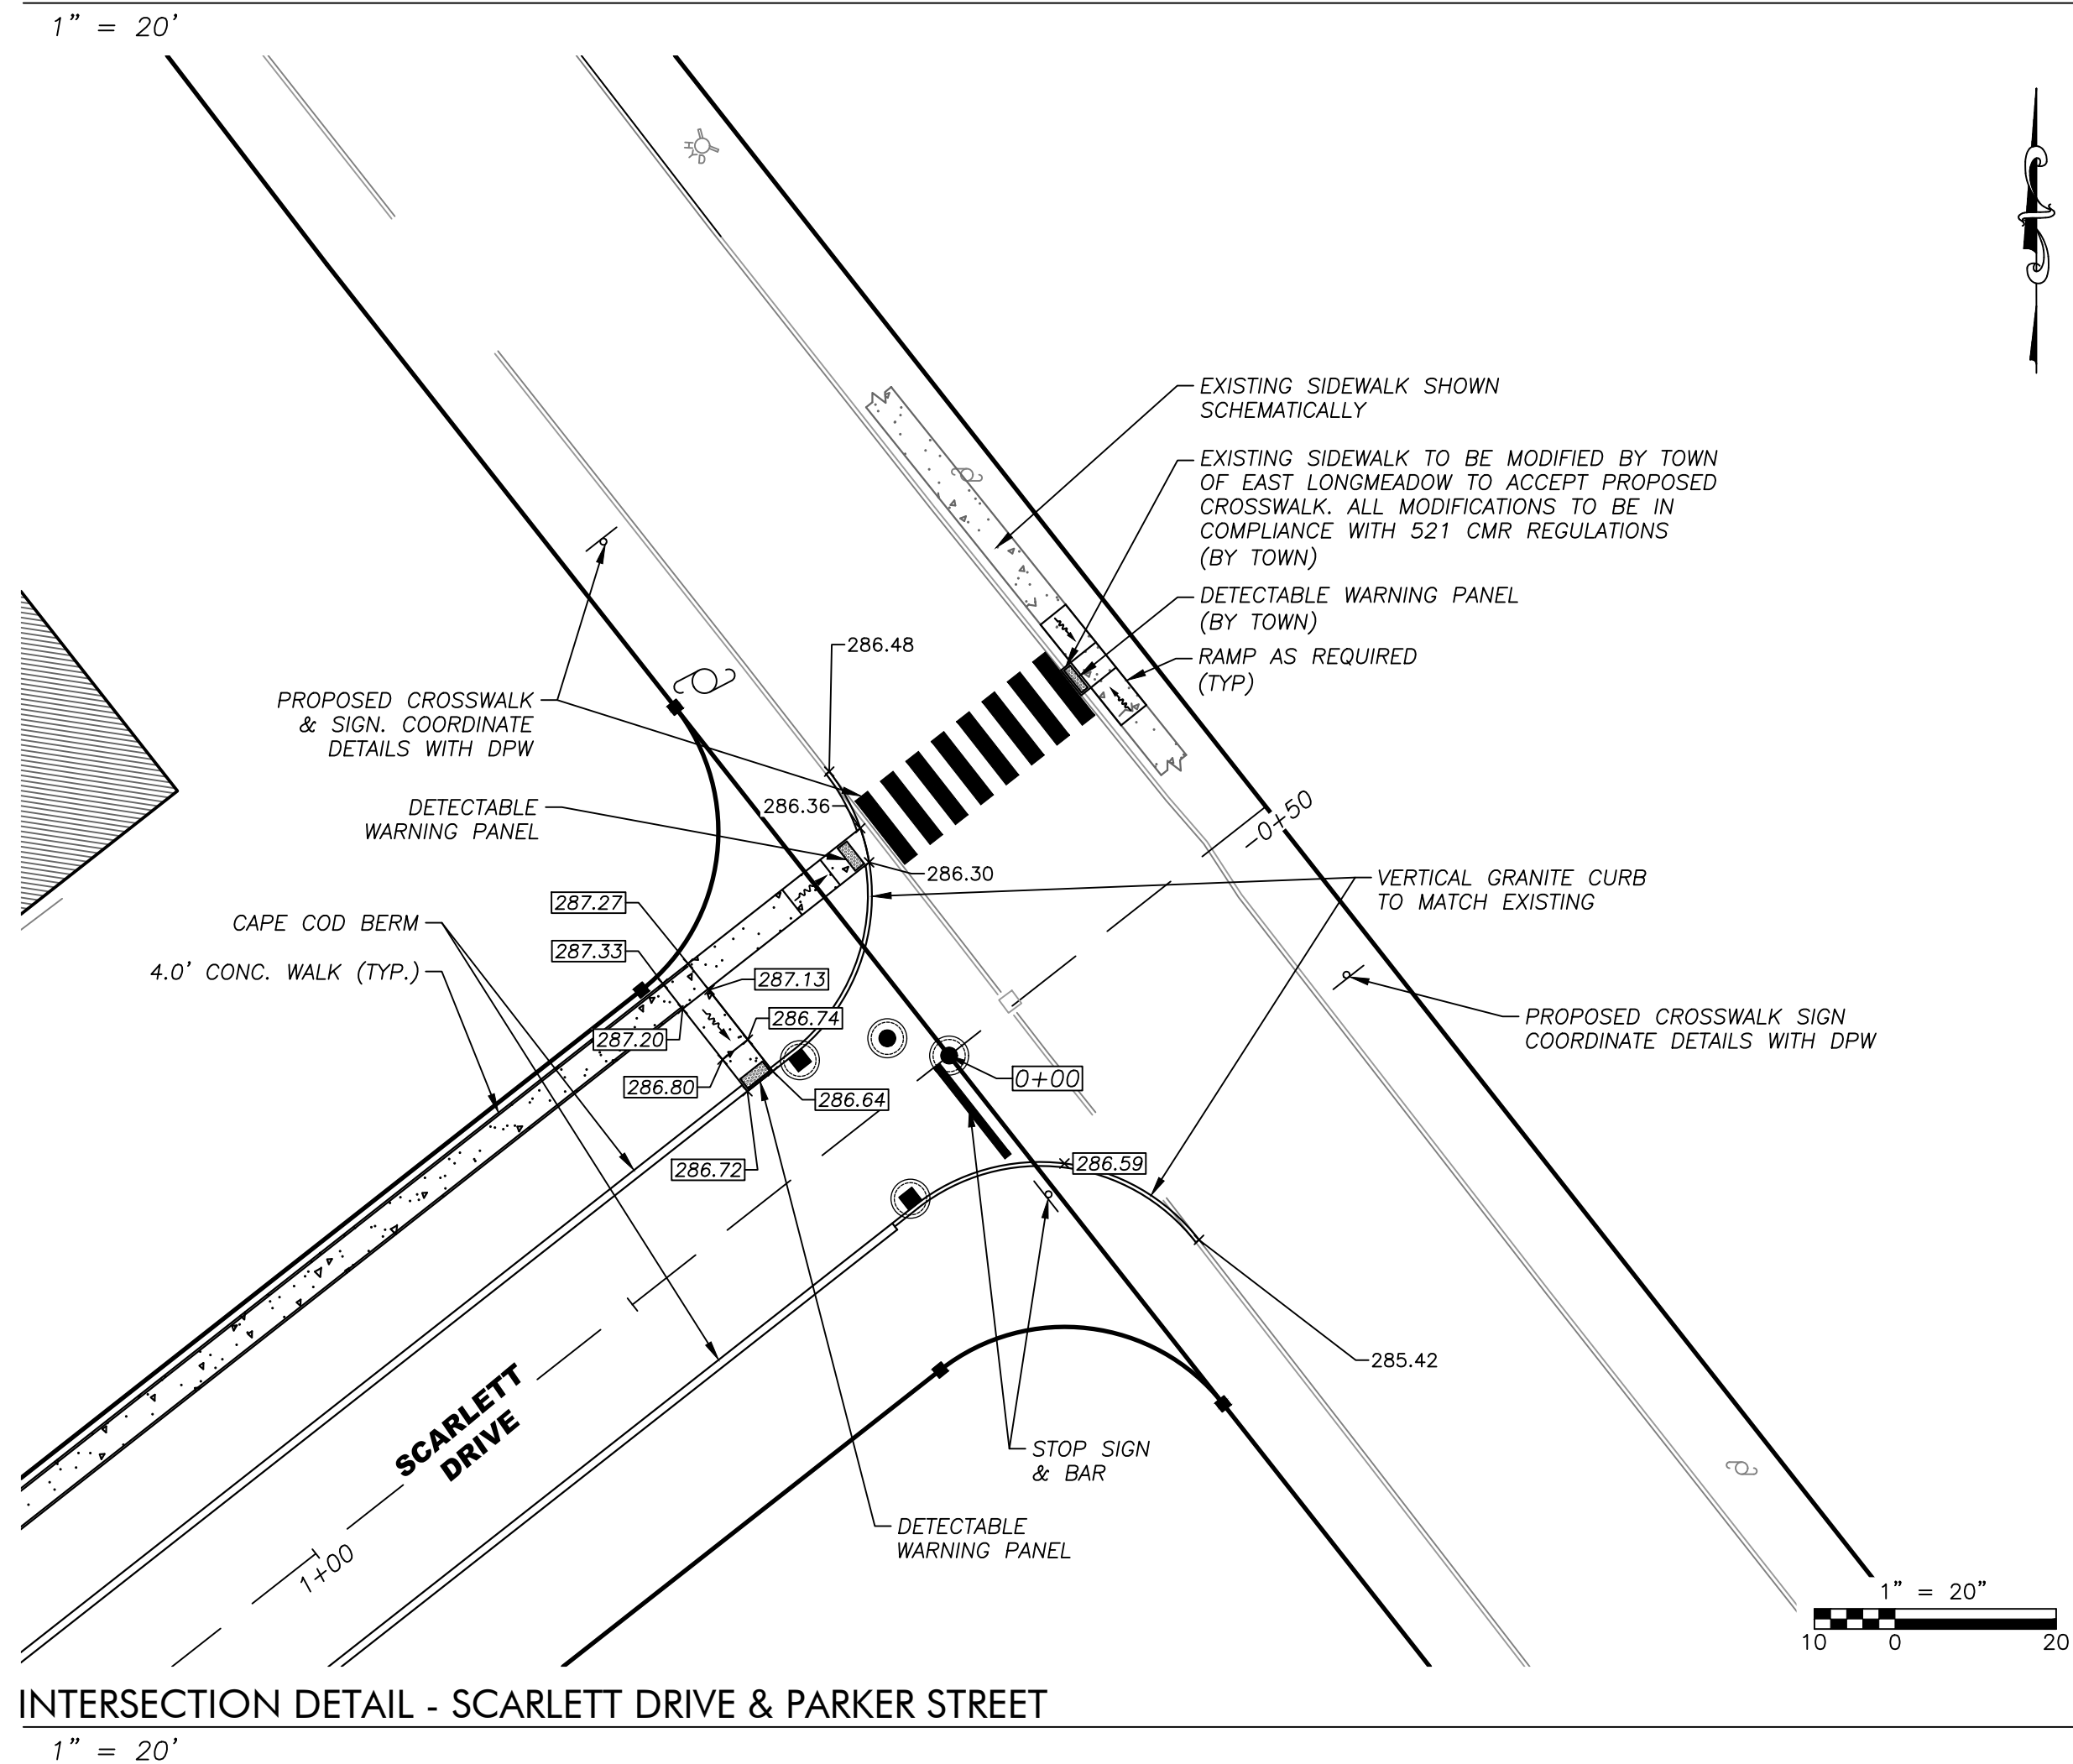 1” = 20’
HYD
EXISTING SIDEWALK SHOWN
SCHEMATICALLY
EXISTING SIDEWALK TO BE MODIFIED BY TOWN
OF EAST LONGMEADOW TO ACCEPT PROPOSED
CROSSWALK. ALL MODIFICATIONS TO BE IN
COMPLIANCE WITH 521 CMR REGULATIONS
(BY TOWN)
DETECTABLE WARNING PANEL
(BY TOWN)
RAMP AS REQUIRED
(TYP)
286.48
PROPOSED CROSSWALK
& SIGN. COORDINATE
DETAILS WITH DPW
286.36
DETECTABLE
WARNING PANEL
-0+50
286.30
VERTICAL GRANITE CURB
TO MATCH EXISTING
287.27
CAPE COD BERM
287.33
4.0’ CONC. WALK (TYP.)
287.13
286.74
287.20
PROPOSED CROSSWALK SIGN
COORDINATE DETAILS WITH DPW
0+00
286.80
286.64
286.72
286.59
285.42
SCARLETT
DRIVE
STOP SIGN
& BAR
DETECTABLE
WARNING PANEL
1+00
1” = 20”
10 0 20
INTERSECTION DETAIL - SCARLETT DRIVE & PARKER STREET
1” = 20’